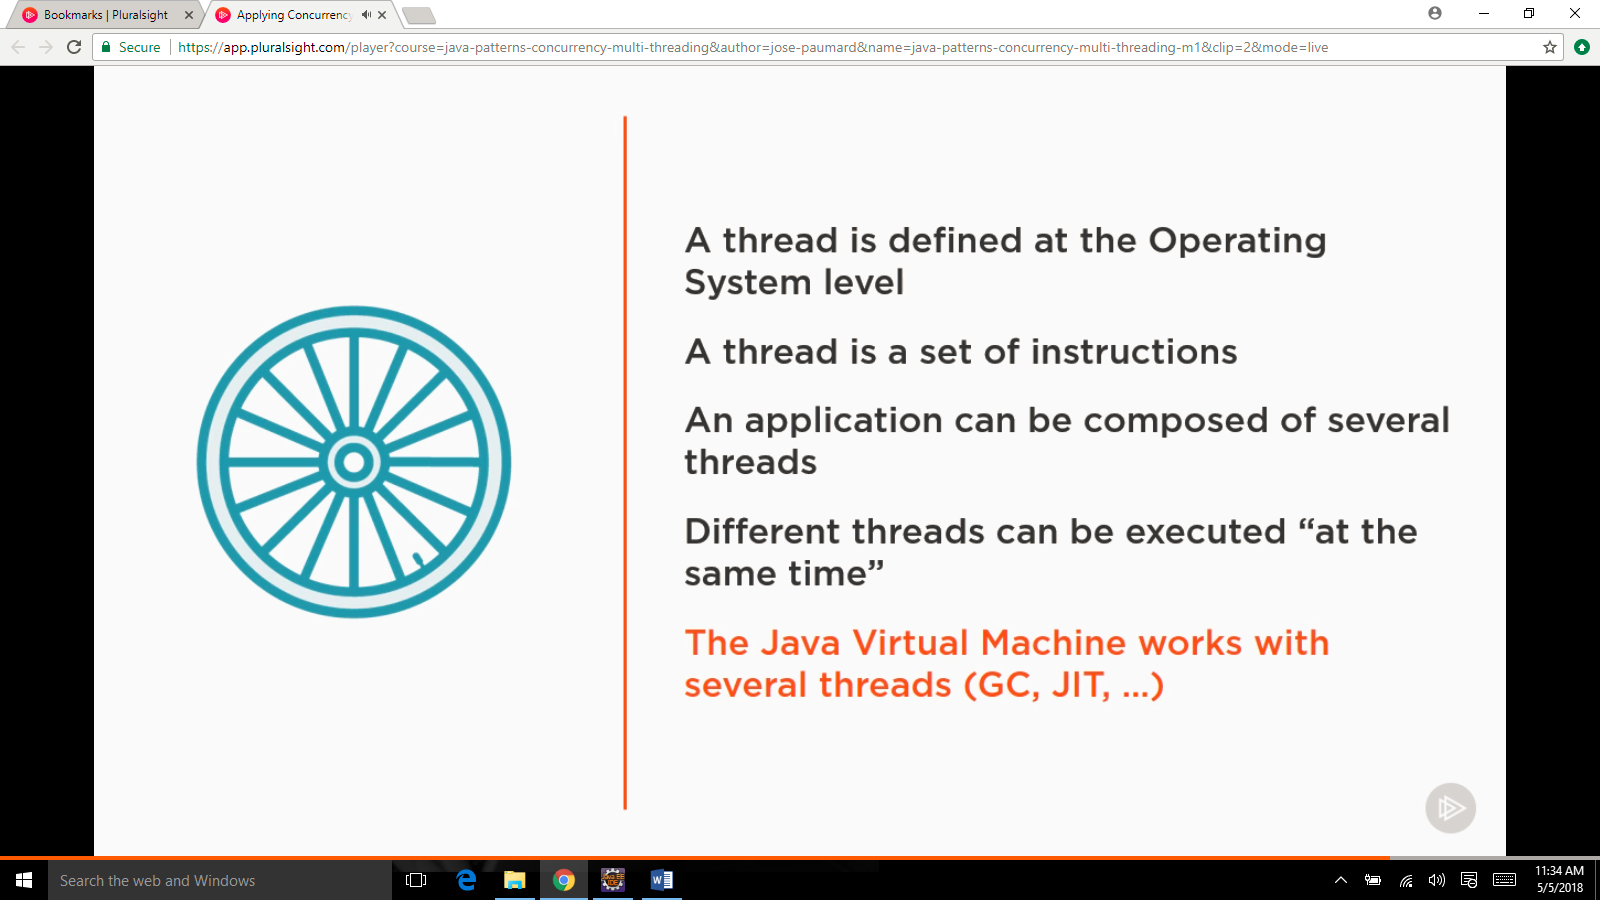 Bookmarks | Pluralsight
Applying Concurrency
Secure
https://app.pluralsight.com/player?course=java-patterns-concurrency-multi-threading&author=jose-paumard&name=java-patterns-concurrency-multi-threading-m1&clip=2&mode=live
A thread is defined at the Operating
System level
A thread is a set of instructions
An application can be composed of several
threads
Different threads can be executed “at the
same time”
The Java Virtual Machine works with
several threads (GC, JIT, ...)
Search the web and Windows
11:34 AM
5/5/2018